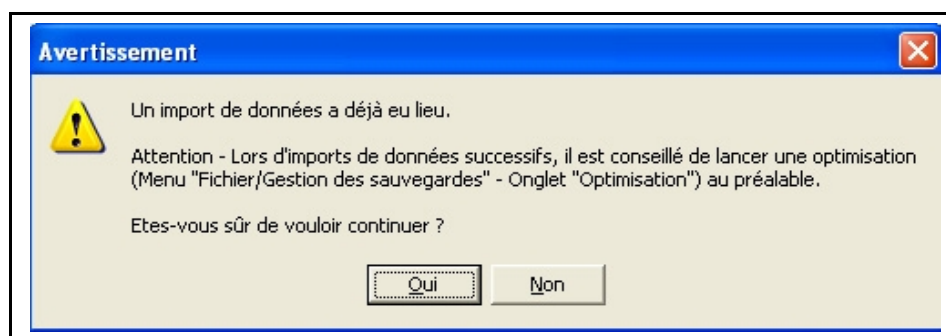 Avertissement
Un import de données a déjà eu lieu.
Attention - Lors d'imports de données successifs, il est conseillé de lancer une optimisation
(Menu "Fichier/Gestion des sauvegardes" - Onglet "Optimisation") au préalable.
Etes-vous sûr de vouloir continuer ?
Oui Non